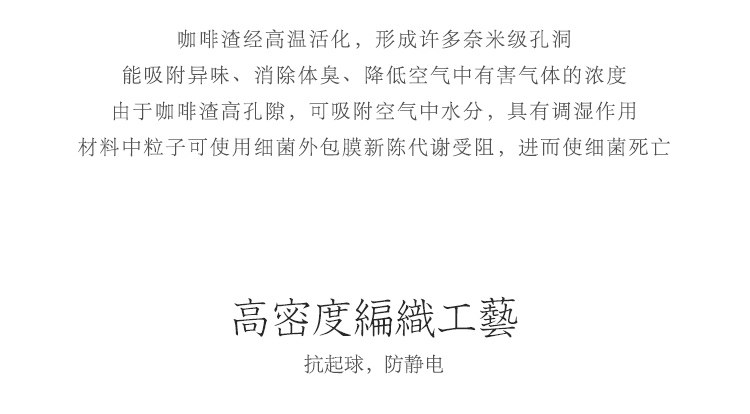 咖啡渣经高温活化，形成许多奈米级孔洞
能吸附异味、消除体臭、降低空气中有害气体的浓度
由于咖啡渣高孔隙，可吸附空气中水分，具有调湿作用
材料中粒子可使用细菌外包膜新陈代谢受阻，进而使细菌死亡
高密度編織工藝
抗起球，防静电